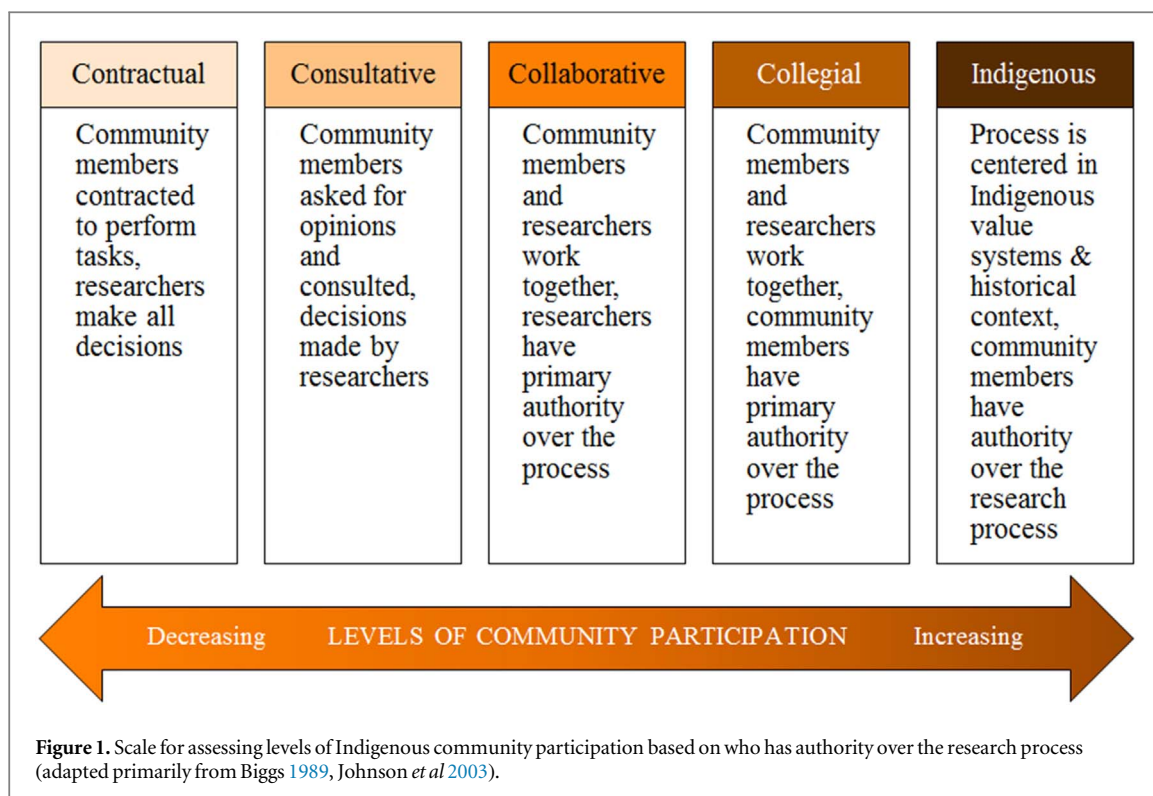 Contractual
Community
members
contracted
to perform
tasks,
researchers
make all
decisions
Consultative
Community
members
asked for
opinions
and
consulted,
decisions
made by
researchers
Collaborative
Community
members
and
researchers
work
together,
researchers
have
primary
authority
over the
process
Collegial
Community
members
and
researchers
work
together,
community
members
have
primary
authority
over the
process
Indigenous
Process is
centered in
Indigenous
value
systems &
historical
context,
community
members
have
authority
over the
research
process
Decreasing LEVELS OF COMMUNITY PARTICIPATION Increasing
Figure 1. Scale for assessing levels of Indigenous community participation based on who has authority over the research process
(adapted primarily from Biggs 1989, Johnson et al 2003).